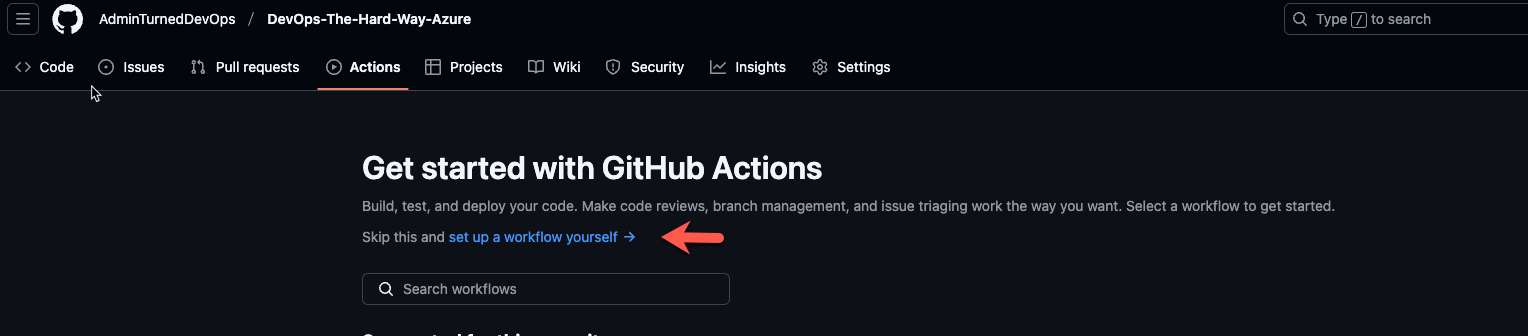 AdminTurnedDevOps / DevOps-The-Hard-Way-Azure
Type / to search
Code Issues Pull requests Actions Projects Wiki Security Insights Settings
Get started with GitHub Actions
Build, test, and deploy your code. Make code reviews, branch management, and issue triaging work the way you want. Select a workflow to get started.
Skip this and set up a workflow yourself →
Search workflows